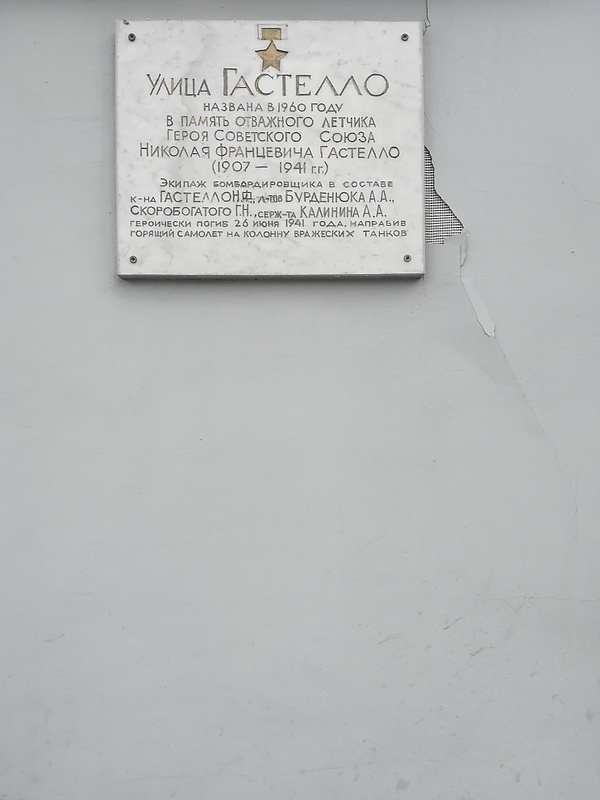 Улица Гастелло
названа в 1960 году
в память отважного летчика
Героя Советского Союза
Николая Францевича Гастелло
(1907 — 1941 г.г.)
Экипаж бомбардировщика в составе
к-на Гастелло Н.Ф., л-тов Бурденюка А.А.,
Скоробогатого Г.Н., серж-та Калинина А.А.
героически погиб 26 июня 1941 года, направив
горящий самолет на колонну вражеских танков